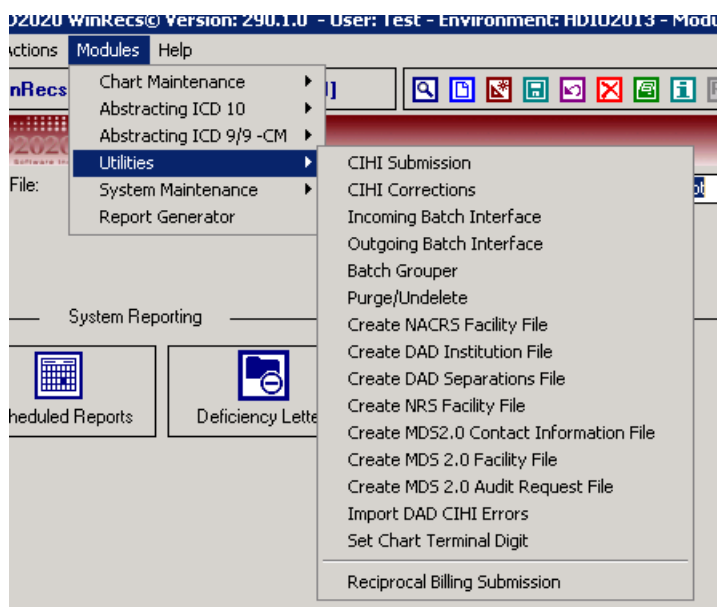 D2020 WinRecs© Version: 290.1.0 - User: Test - Environment: HDIO2013 - Modu
Actions Modules Help
nRecs
Chart Maintenance
Abstracting ICD 10
Abstracting ICD 9/9 -CM
Utilities
System Maintenance
Report Generator
2020
Software In
File:
CIHI Submission
CIHI Corrections
Incoming Batch Interface
Outgoing Batch Interface
Batch Grouper
Purge/Undelete
Create NACRS Facility File
Create DAD Institution File
Create DAD Separations File
Create NRS Facility File
Create MDS2.0 Contact Information File
Create MDS 2.0 Facility File
Create MDS 2.0 Audit Request File
Import DAD CIHI Errors
Set Chart Terminal Digit
Reciprocal Billing Submission
System Reporting
heduled Reports
Deficiency Lette